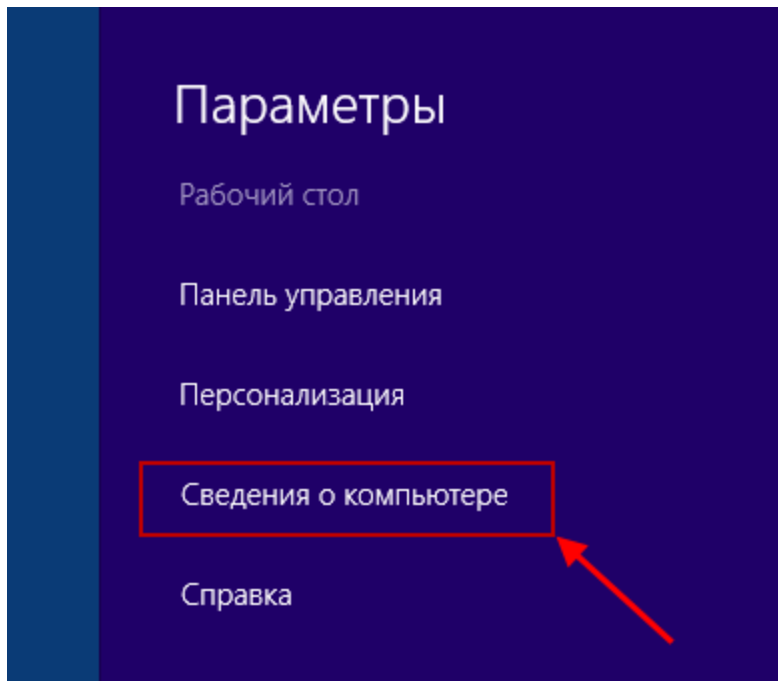 Параметры
Рабочий стол
Панель управления
Персонализация
Сведения о компьютере
Справка